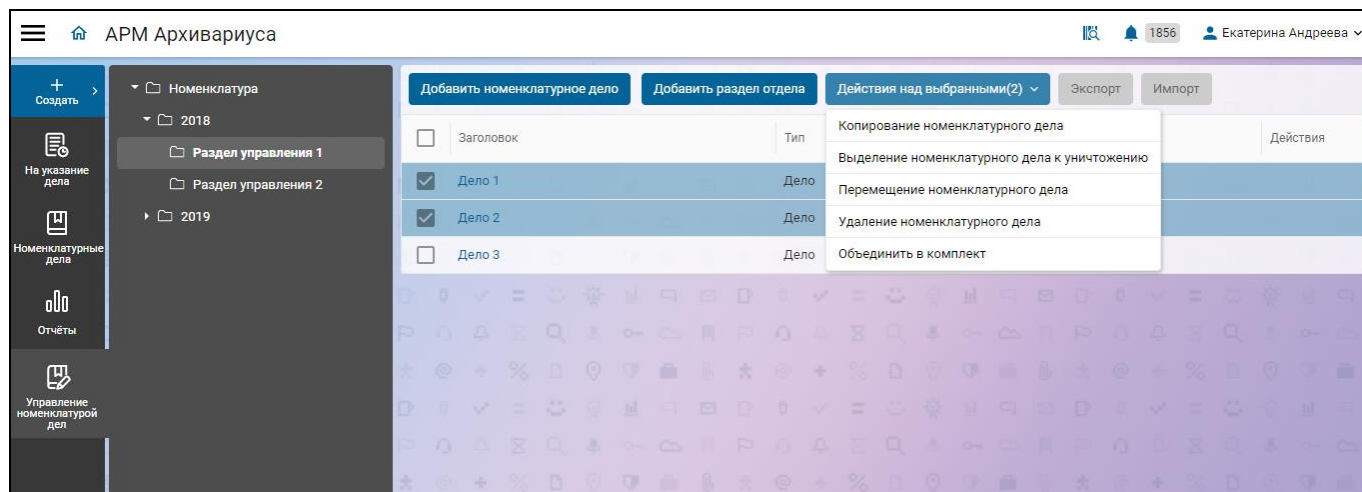 АРМ Архивариуса
1856
Екатерина Андреева
Создать
На указание
дела
Номенклатурные
дела
Отчёты
Управление
номенклатурой
дел
Номенклатура
2018
Раздел управления 1
Раздел управления 2
2019
Добавить номенклатурное дело
Добавить раздел отдела
Действия над выбранными(2)
Экспорт
Импорт
Заголовок
Тип
Действия
Дело 1
Дело
Дело 2
Дело
Дело 3
Дело
Копирование номенклатурного дела
Выделение номенклатурного дела к уничтожению
Перемещение номенклатурного дела
Удаление номенклатурного дела
Объединить в комплект